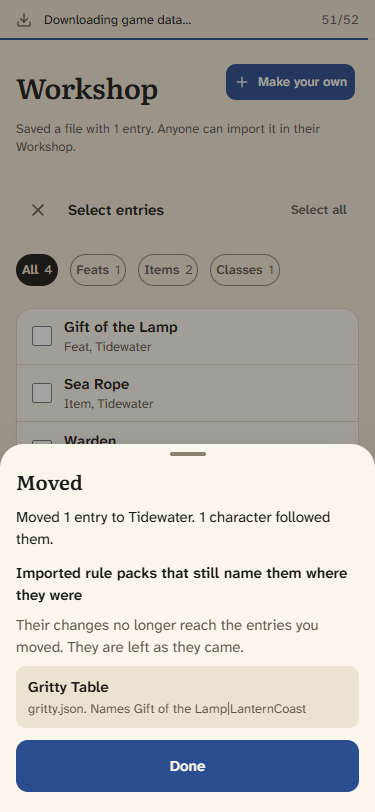 Downloading game data… 51/52
Workshop
Make your own
Saved a file with 1 entry. Anyone can import it in their
Workshop.
Select entries
Select all
All 4
Feats 1
Items 2
Classes 1
Gift of the Lamp
Feat, Tidewater
Sea Rope
Item, Tidewater
Warden
Moved
Moved 1 entry to Tidewater. 1 character followed
them.
Imported rule packs that still name them where
they were
Their changes no longer reach the entries you
moved. They are left as they came.
Gritty Table
gritty.json. Names Gift of the Lamp|LanternCoast
Done